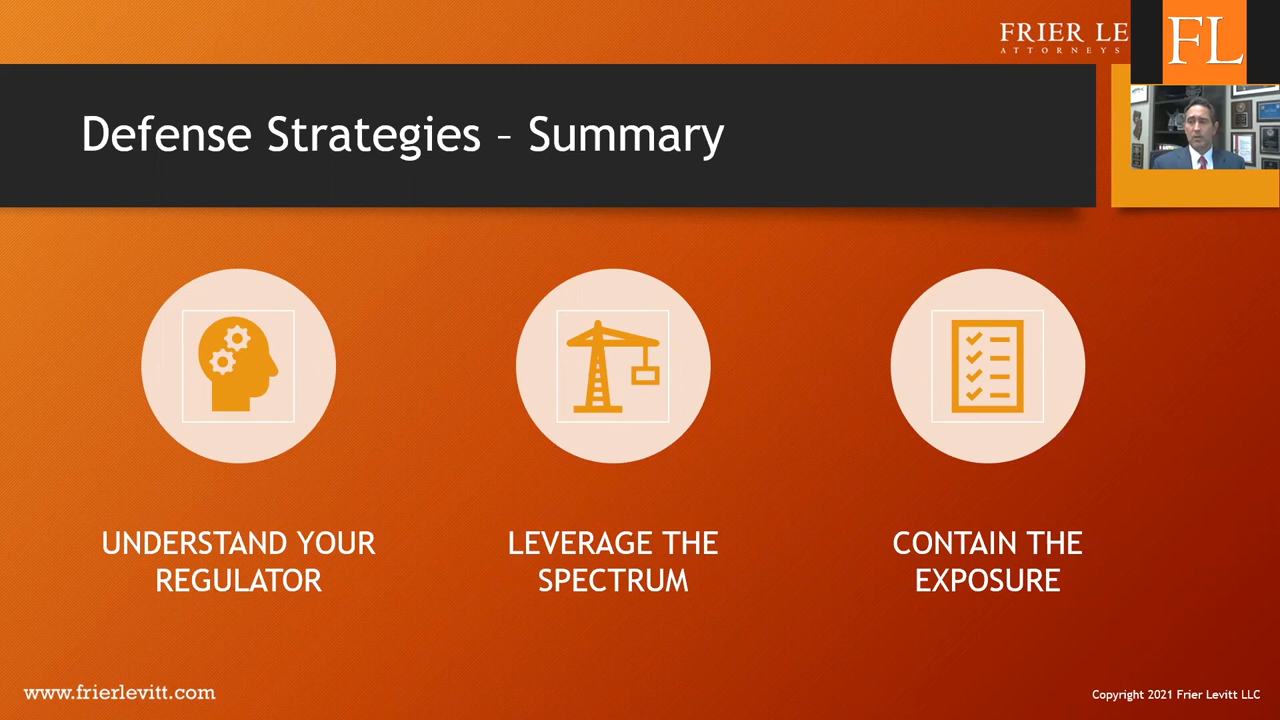 FRIER LE
ATTORNEYS
FL
Defense Strategies – Summary
UNDERSTAND YOUR
REGULATOR
LEVERAGE THE
SPECTRUM
CONTAIN THE
EXPOSURE
www.frierlevitt.com
Copyright 2021 Frier Levitt LLC